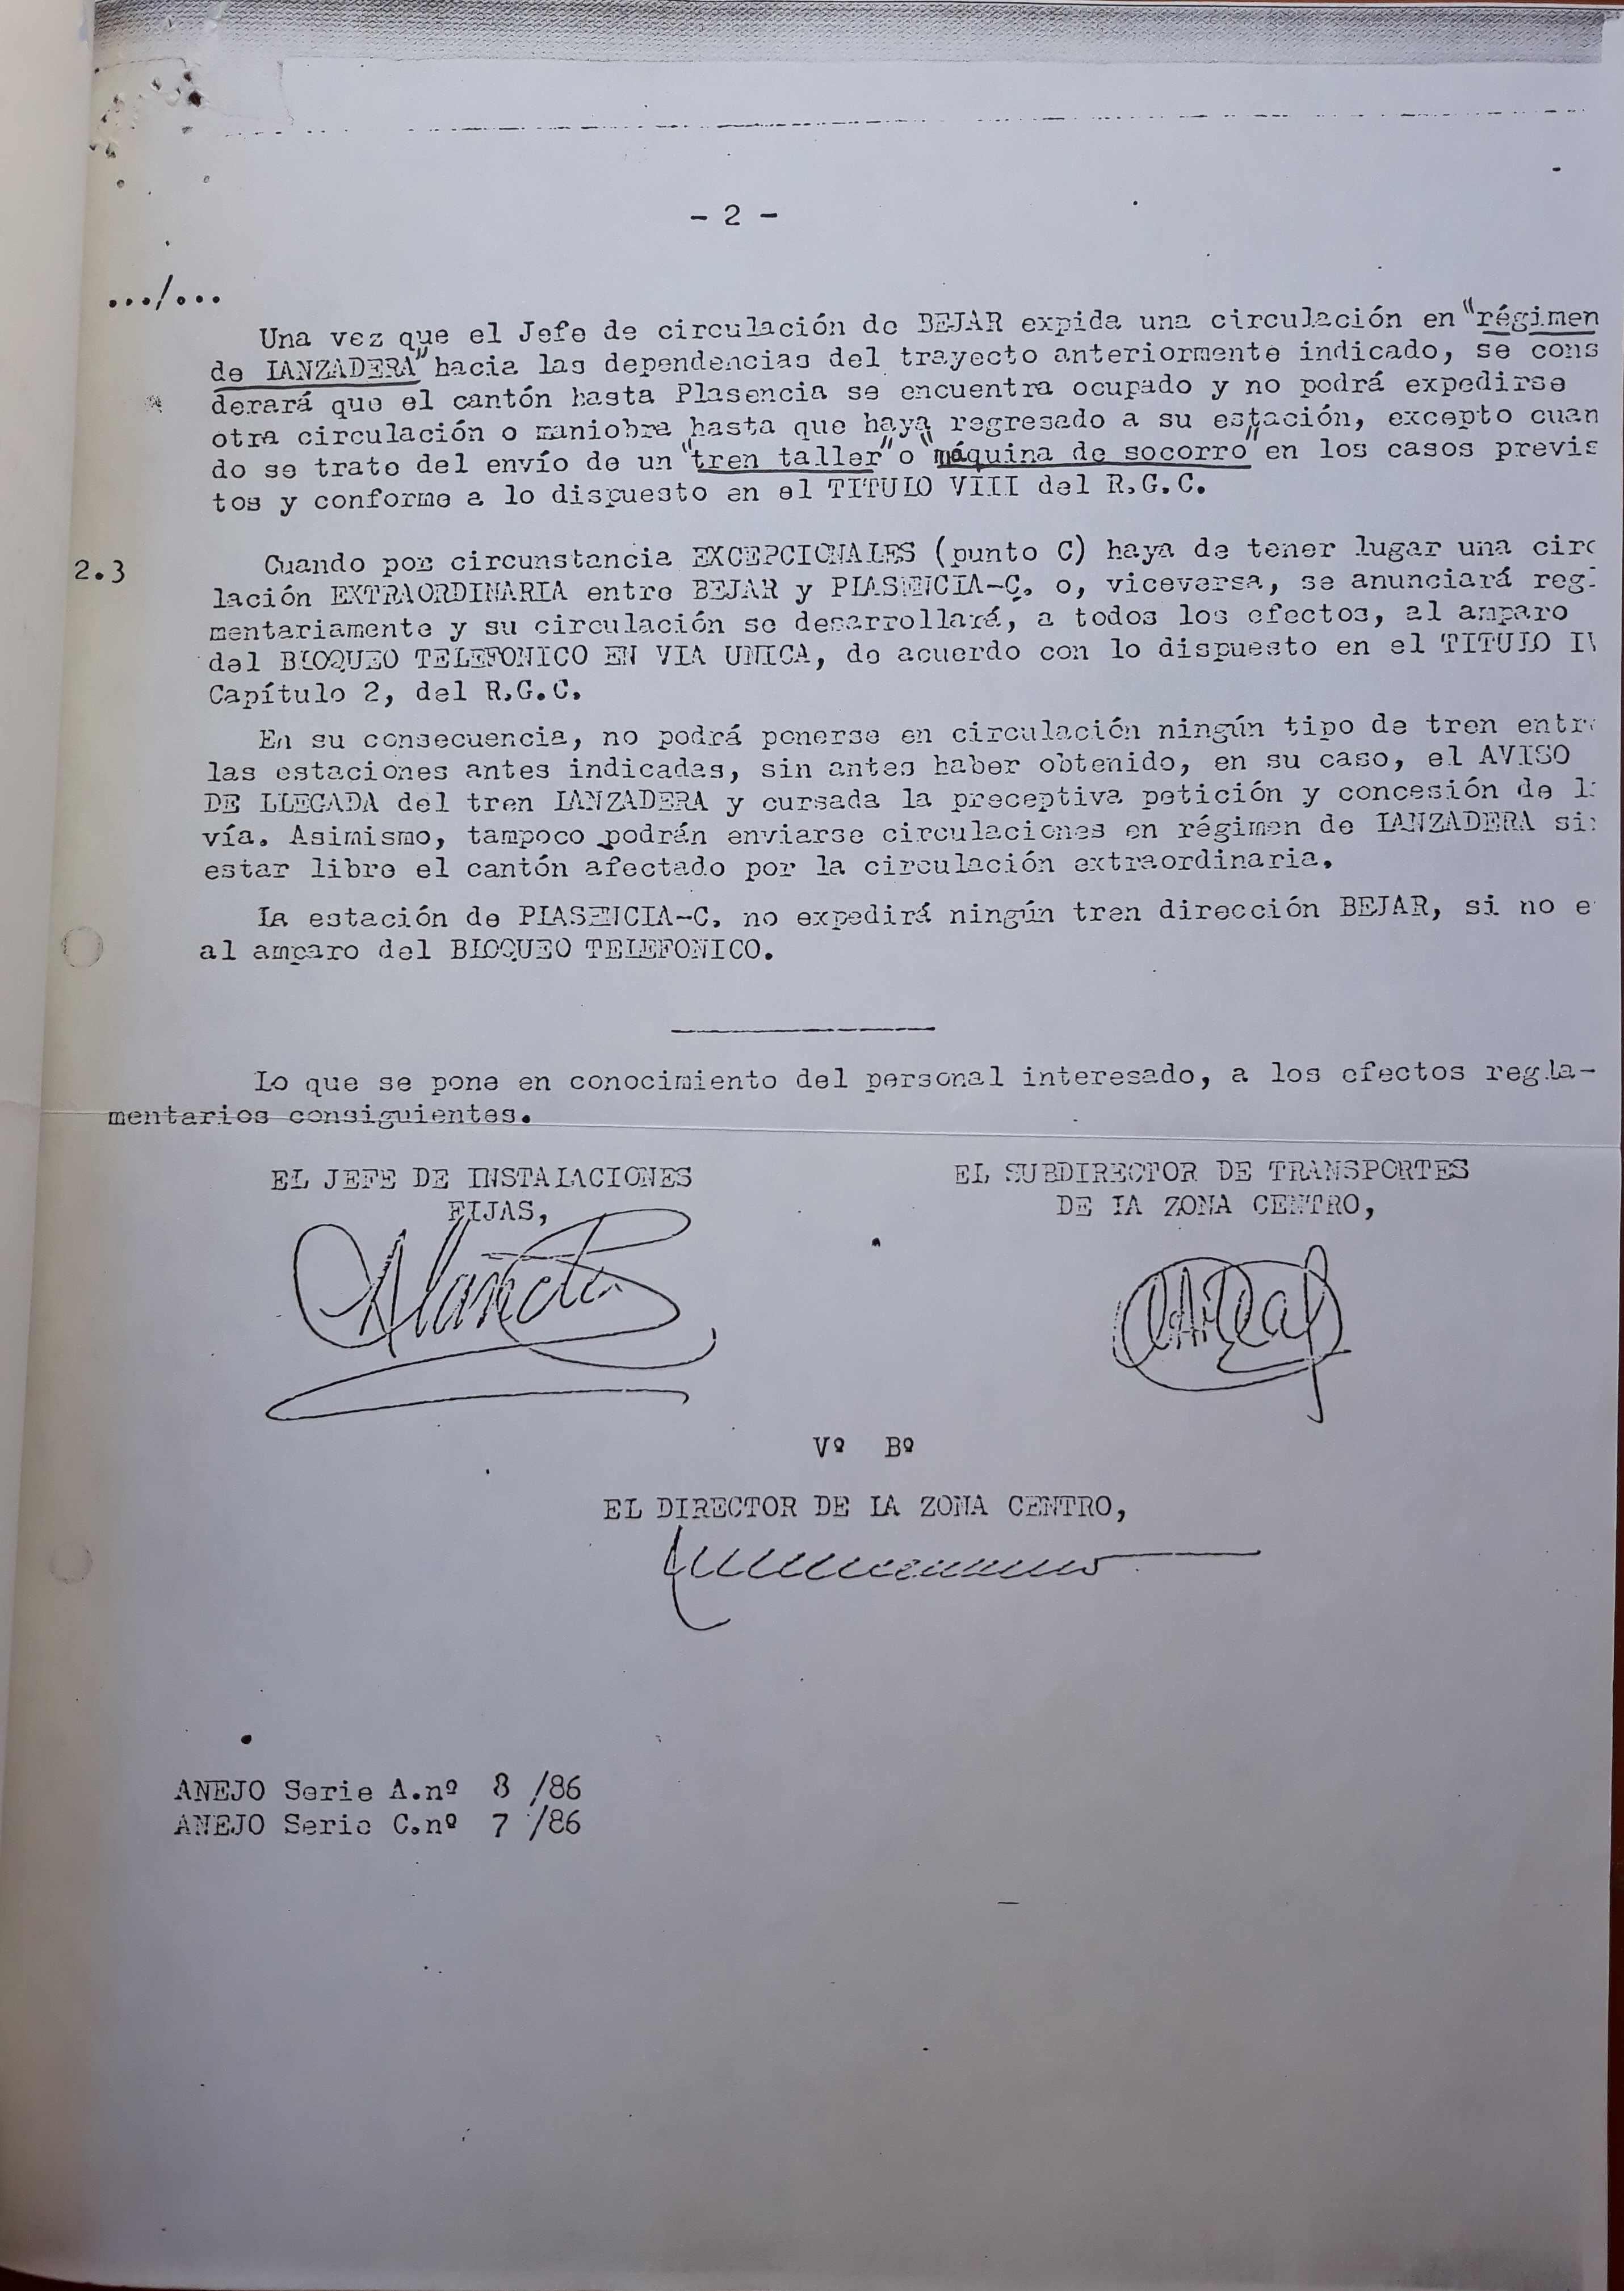 - 2 -
.../...
Una vez que el Jefe de circulación de BEJAR expida una circulación en "régimen
de LANZADERA" hacia las dependencias del trayecto anteriormente indicado, se cons
derará que el cantón hasta Plasencia se encuentra ocupado y no podrá expedirse
otra circulación o maniobra hasta que haya regresado a su estación, excepto cuan
do se trate del envío de un "tren taller" o "máquina de socorro" en los casos previs
tos y conforme a lo dispuesto en el TITULO VIII del R.G.C.
2.3 Cuando por circunstancia EXCEPCIONALES (punto C) haya de tener lugar una circ
lación EXTRAORDINARIA entre BEJAR y PLASENCIA-C. o, viceversa, se anunciará reg
mentariamente y su circulación se desarrollará, a todos los efectos, al amparo
del BLOQUEO TELEFONICO EN VIA UNICA, de acuerdo con lo dispuesto en el TITULO IV
Capítulo 2, del R.G.C.
En su consecuencia, no podrá ponerse en circulación ningún tipo de tren entre
las estaciones antes indicadas, sin antes haber obtenido, en su caso, el AVISO
DE LLEGADA del tren LANZADERA y cursada la preceptiva petición y concesión de l
vía. Asimismo, tampoco podrán enviarse circulaciones en régimen de LANZADERA si
estar libre el cantón afectado por la circulación extraordinaria.
La estación de PLASENCIA-C. no expedirá ningún tren dirección BEJAR, si no e
al amparo del BLOQUEO TELEFONICO.
Lo que se pone en conocimiento del personal interesado, a los efectos regla-
mentarios consiguientes.
EL JEFE DE INSTALACIONES
FIJAS,
EL SUBDIRECTOR DE TRANSPORTES
DE LA ZONA CENTRO,
Vº Bº
EL DIRECTOR DE LA ZONA CENTRO,
ANEJO Serie A.nº 8 /86
ANEJO Serie C.nº 7 /86